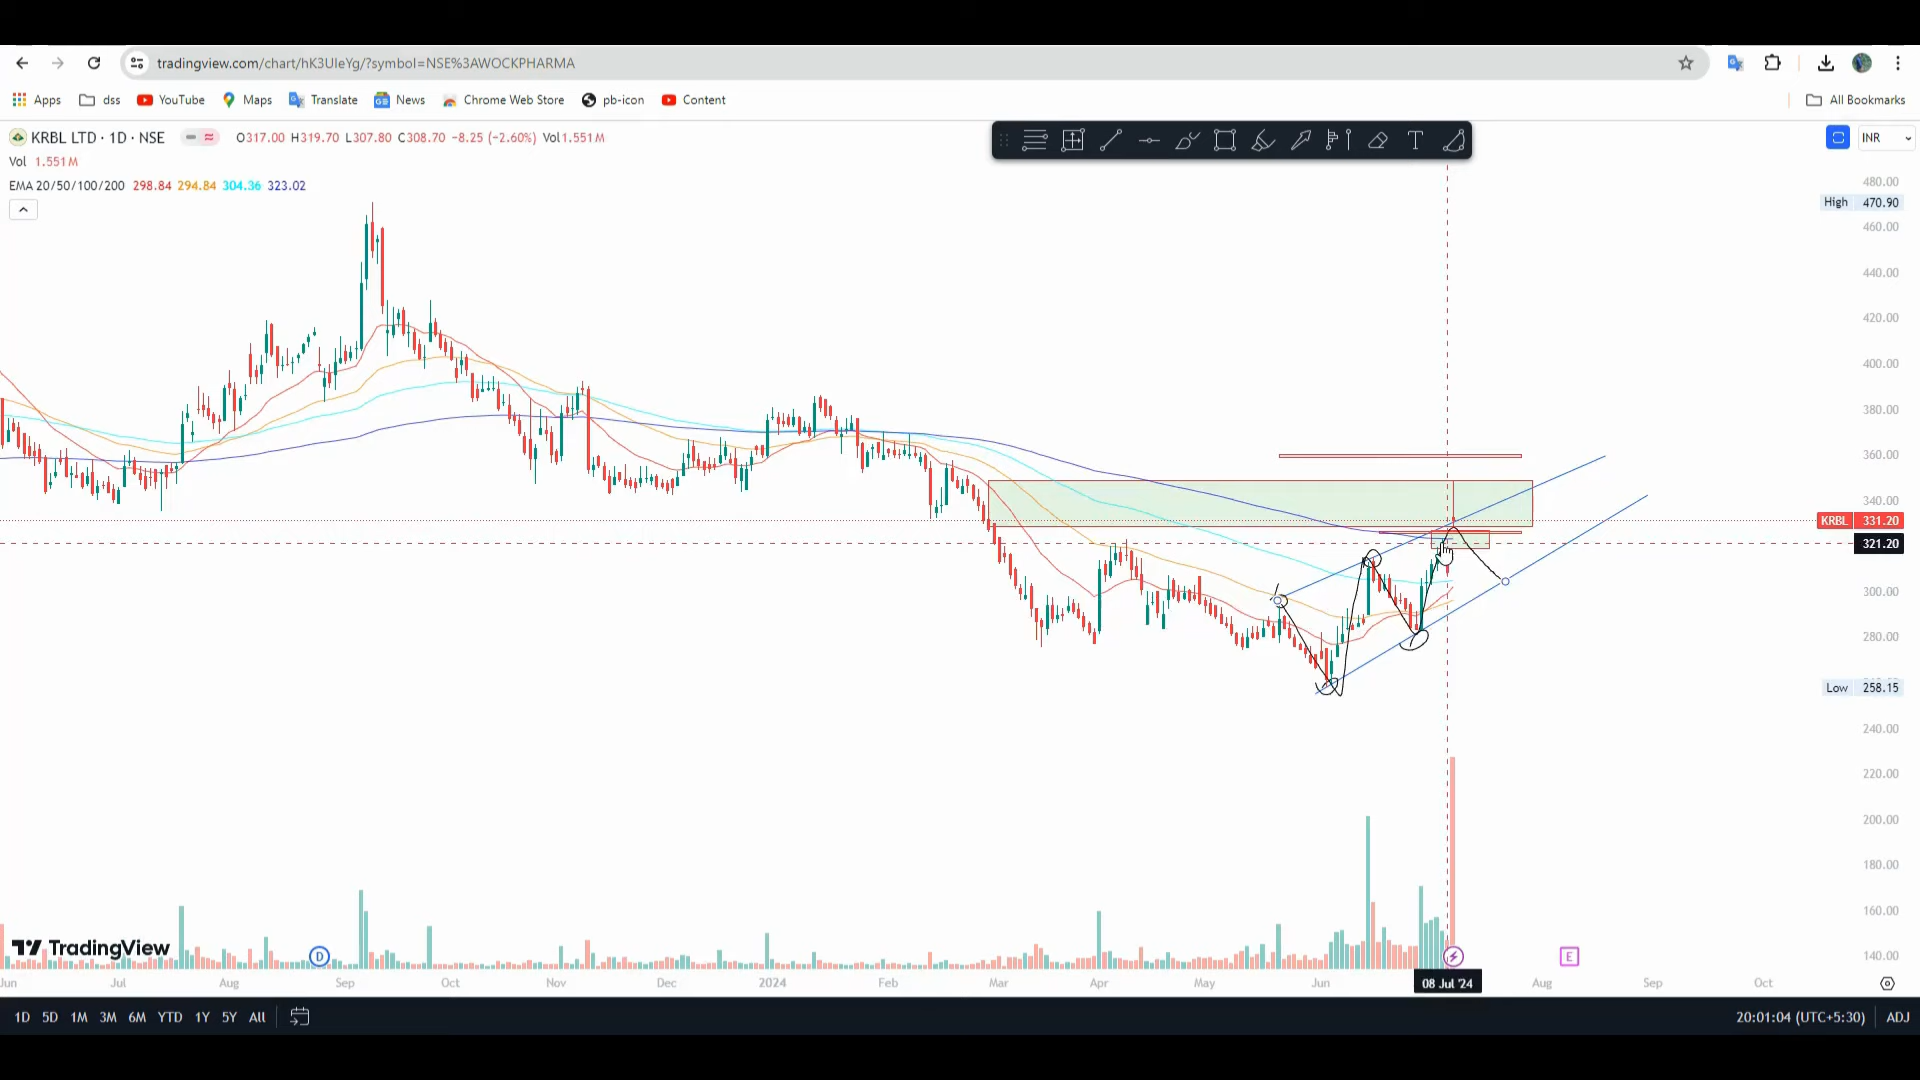 tradingview.com/chart/hK3UleYg/?symbol=NSE%3AWOCKPHARMA
Apps dss YouTube Maps Translate News Chrome Web Store pb-icon Content All Bookmarks
KRBL LTD · 1D · NSE O317.00 H319.70 L307.80 C308.70 −8.25 (−2.60%) Vol1.551M
INR
Vol 1.551M
EMA 20/50/100/200 298.84 294.84 304.36 323.02
480.00
High 470.90
460.00
440.00
420.00
400.00
380.00
360.00
340.00
KRBL 331.20
321.20
300.00
280.00
Low 258.15
240.00
220.00
200.00
180.00
160.00
140.00
TradingView
D
E
Jun Jul Aug Sep Oct Nov Dec 2024 Feb Mar Apr May Jun 08 Jul '24 Aug Sep Oct
1D 5D 1M 3M 6M YTD 1Y 5Y All
20:01:04 (UTC+5:30) ADJ